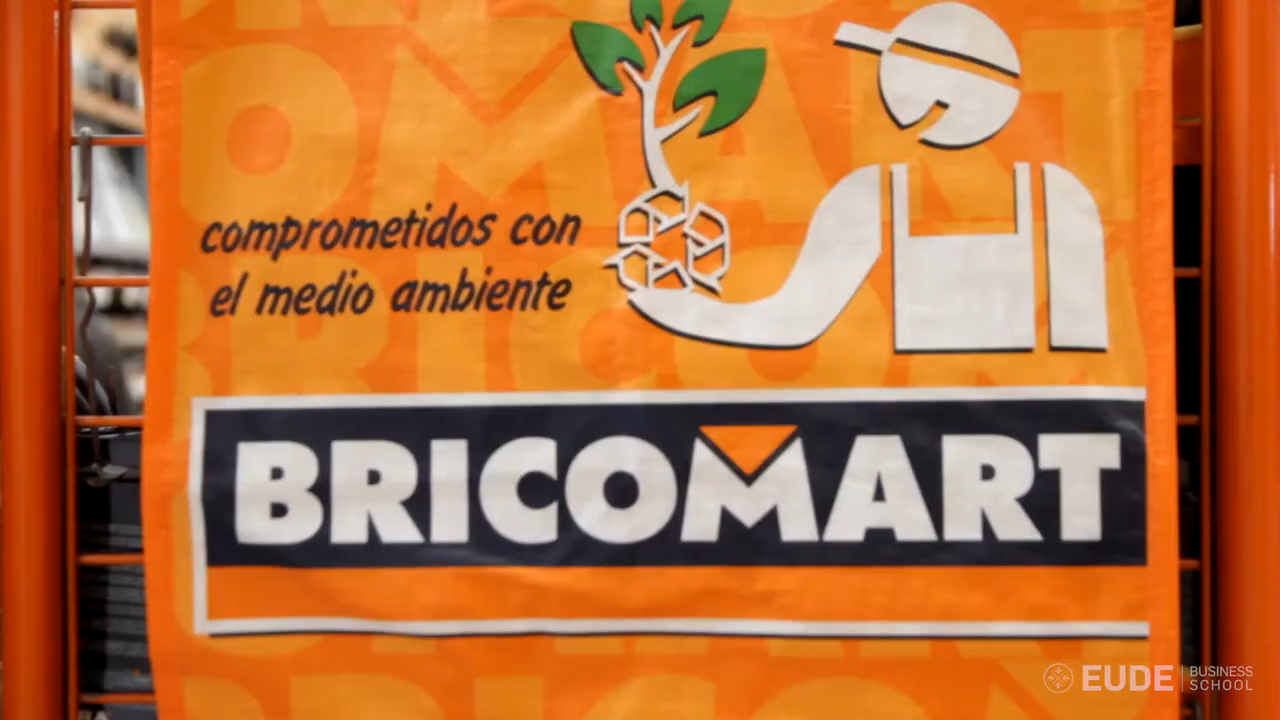 comprometidos con
el medio ambiente
BRICOMART
EUDE BUSINESS
SCHOOL